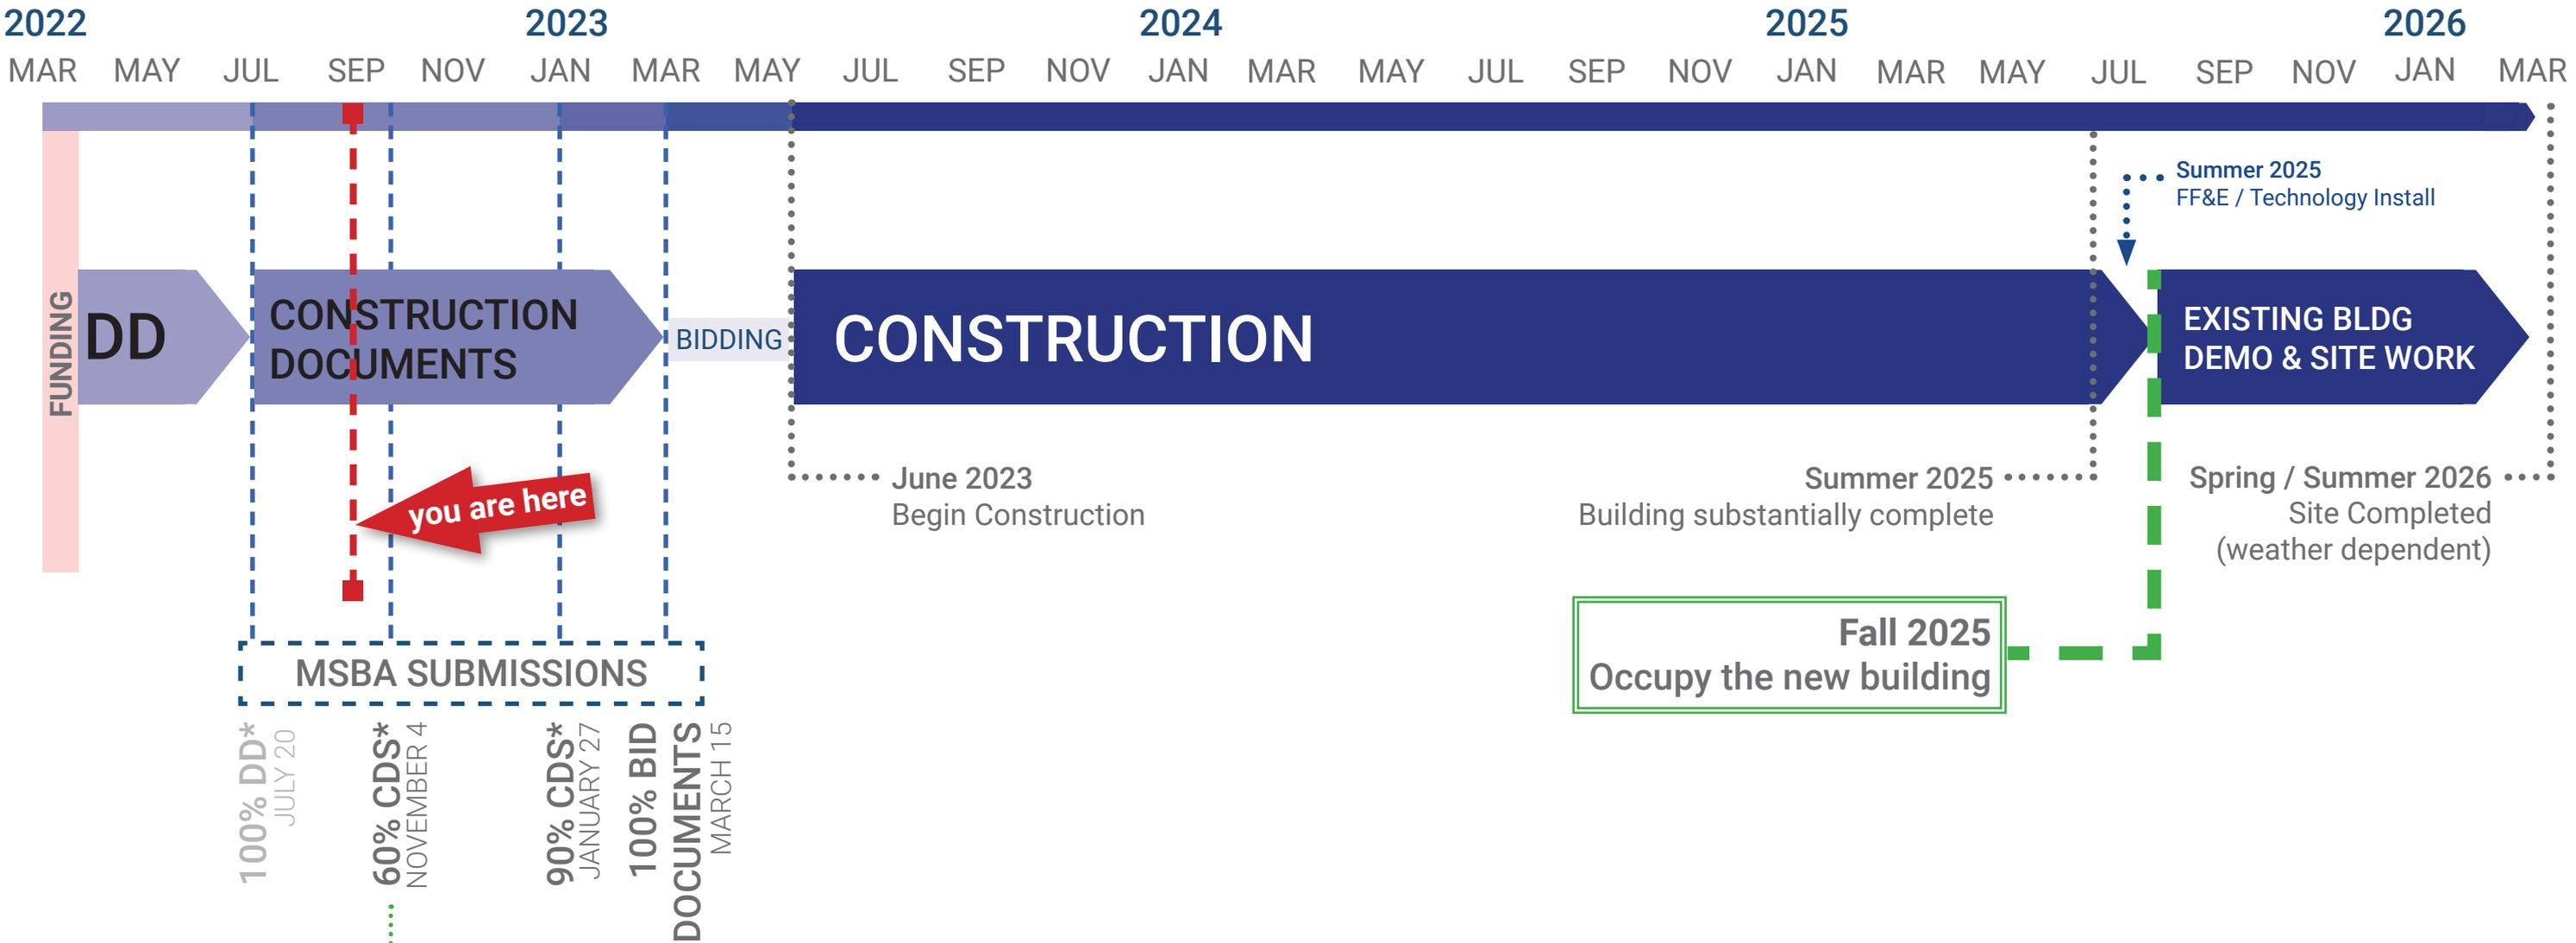 2022 2023 2024 2025 2026
MAR MAY JUL SEP NOV JAN MAR MAY JUL SEP NOV JAN MAR MAY JUL SEP NOV JAN MAR MAY JUL SEP NOV JAN MAR
Summer 2025
FF&E / Technology Install
FUNDING
DD
CONSTRUCTION
DOCUMENTS
BIDDING
CONSTRUCTION
EXISTING BLDG
DEMO & SITE WORK
you are here
June 2023
Begin Construction
Summer 2025
Building substantially complete
Spring / Summer 2026
Site Completed
(weather dependent)
Fall 2025
Occupy the new building
MSBA SUBMISSIONS
100% DD*
JULY 20
60% CDS*
NOVEMBER 4
90% CDS*
JANUARY 27
100% BID
DOCUMENTS
MARCH 15